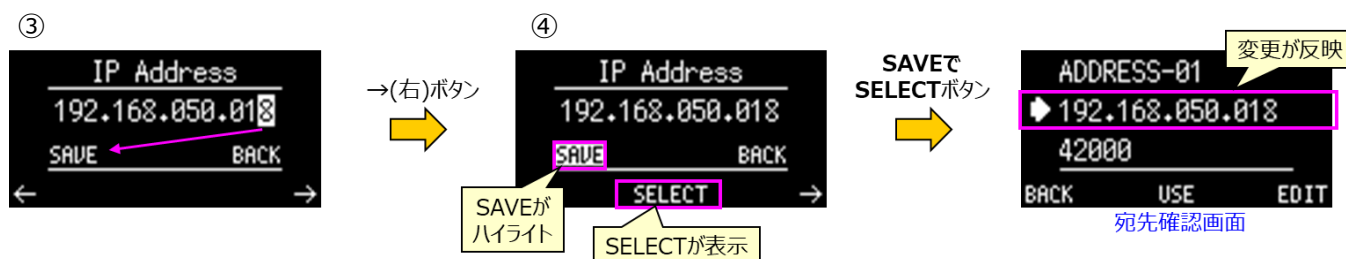 ③
IP Address
192.168.050.018
SAVE BACK
← →
→(右)ボタン
④
IP Address
192.168.050.018
SAVE BACK
SELECT →
SAVEが
ハイライト
SELECTが表示
SAVEで
SELECTボタン
変更が反映
ADDRESS-01
192.168.050.018
42000
BACK USE EDIT
宛先確認画面